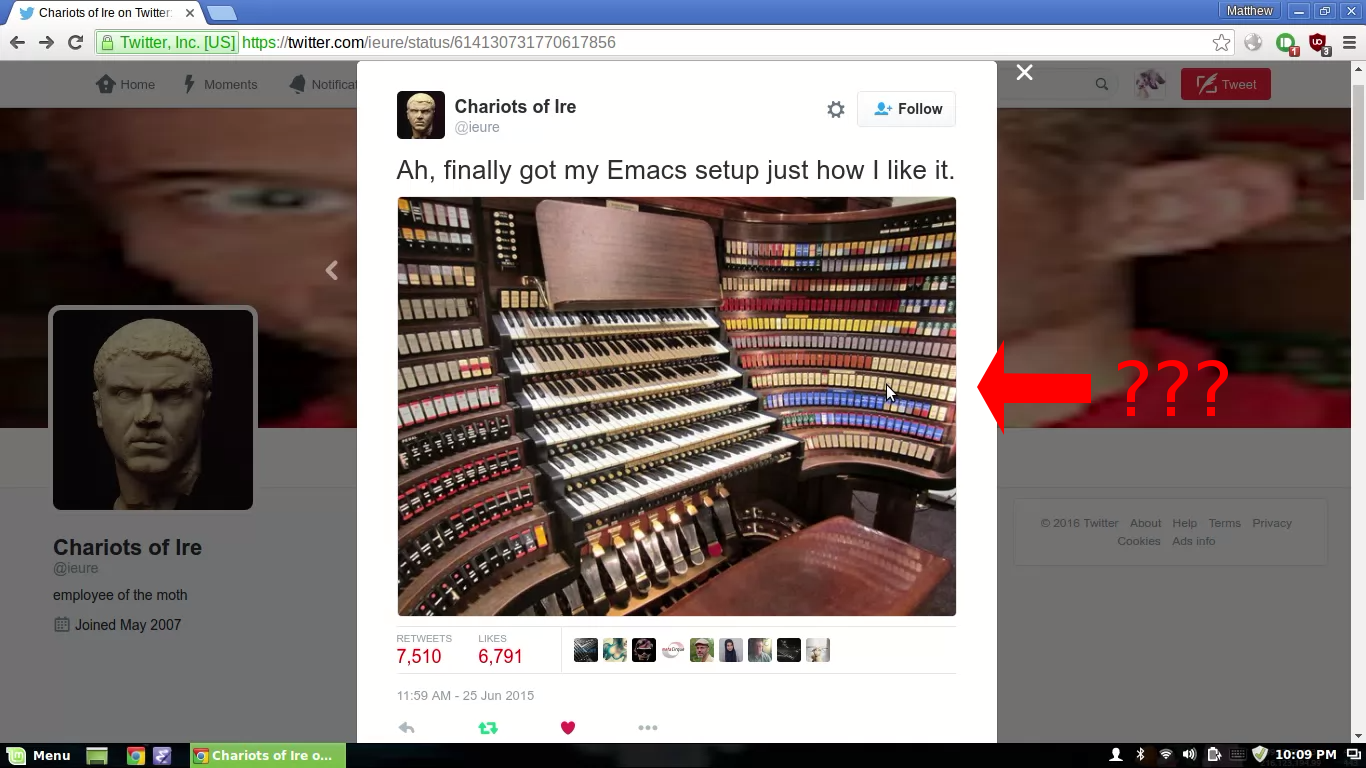 Chariots of Ire on Twitter:
Matthew
Twitter, Inc. [US] https://twitter.com/ieure/status/614130731770617856
1
3
Home
Moments
Notifica
Tweet
Chariots of Ire
@ieure
Follow
Ah, finally got my Emacs setup just how I like it.
???
Chariots of Ire
@ieure
employee of the moth
Joined May 2007
© 2016 Twitter About Help Terms Privacy
Cookies Ads info
RETWEETS LIKES
7,510 6,791
11:59 AM - 25 Jun 2015
Menu
Chariots of Ire o...
10:09 PM